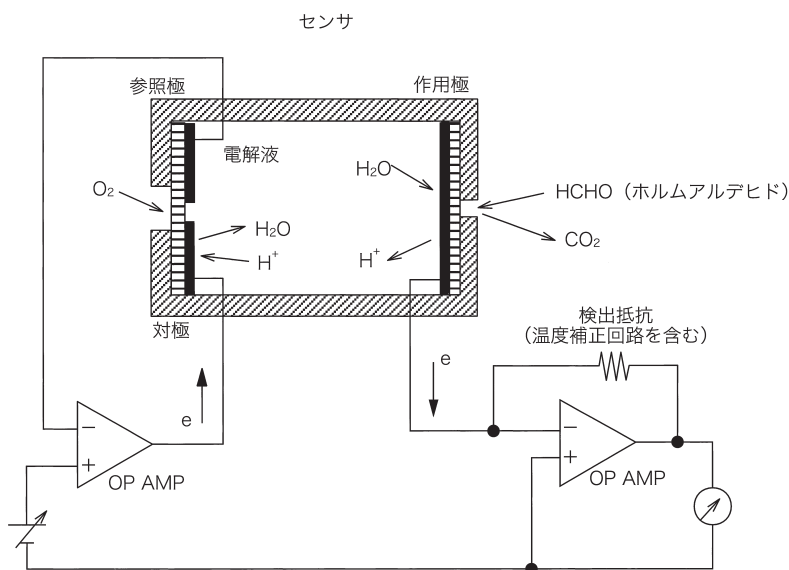 センサ
参照極
作用極
電解液
O₂
H₂O
H₂O
H⁺
H⁺
HCHO（ホルムアルデヒド）
CO₂
対極
検出抵抗
（温度補正回路を含む）
e
e
−
+
OP AMP
−
+
OP AMP